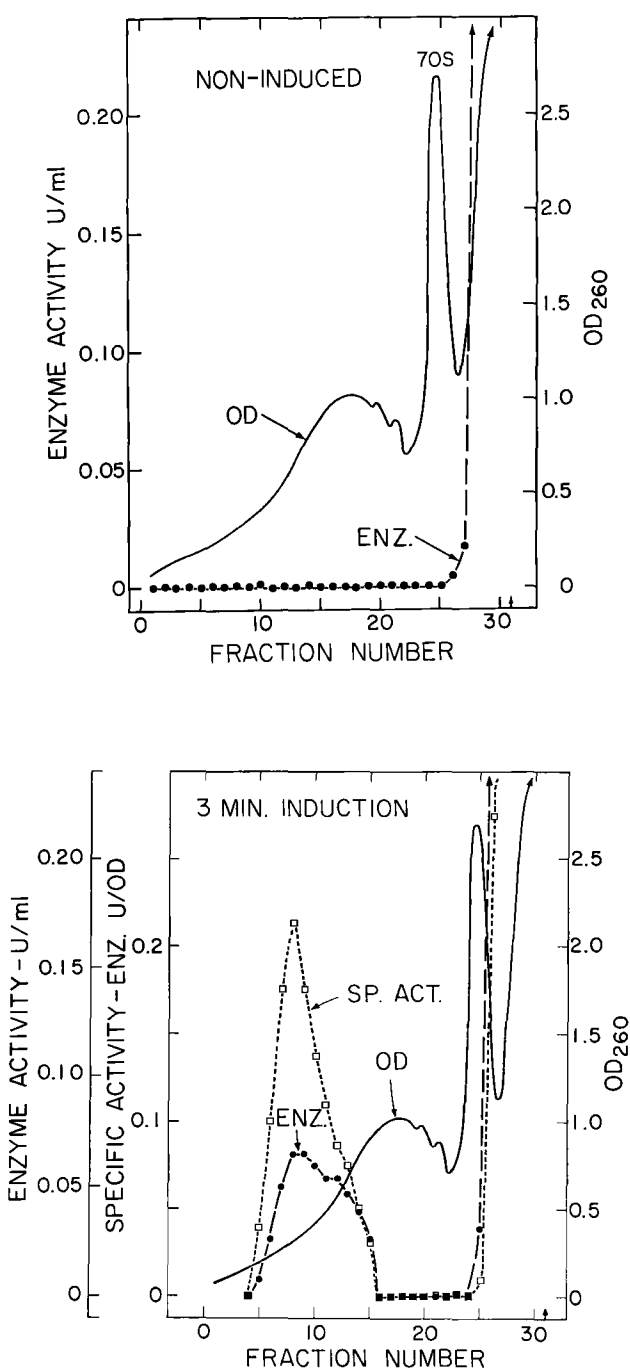 NON-INDUCED
70S
0.20
0.15
0.10
0.05
0
ENZYME ACTIVITY U/ml
2.5
2.0
1.5
1.0
0.5
0
OD260
OD
ENZ.
0 10 20 30
FRACTION NUMBER
3 MIN. INDUCTION
0.20
0.15
0.10
0.05
0
ENZYME ACTIVITY-U/ml
0.2
0.1
SPECIFIC ACTIVITY-ENZ. U/OD
2.5
2.0
1.5
1.0
0.5
0
OD260
SP. ACT.
OD
ENZ.
0 10 20 30
FRACTION NUMBER